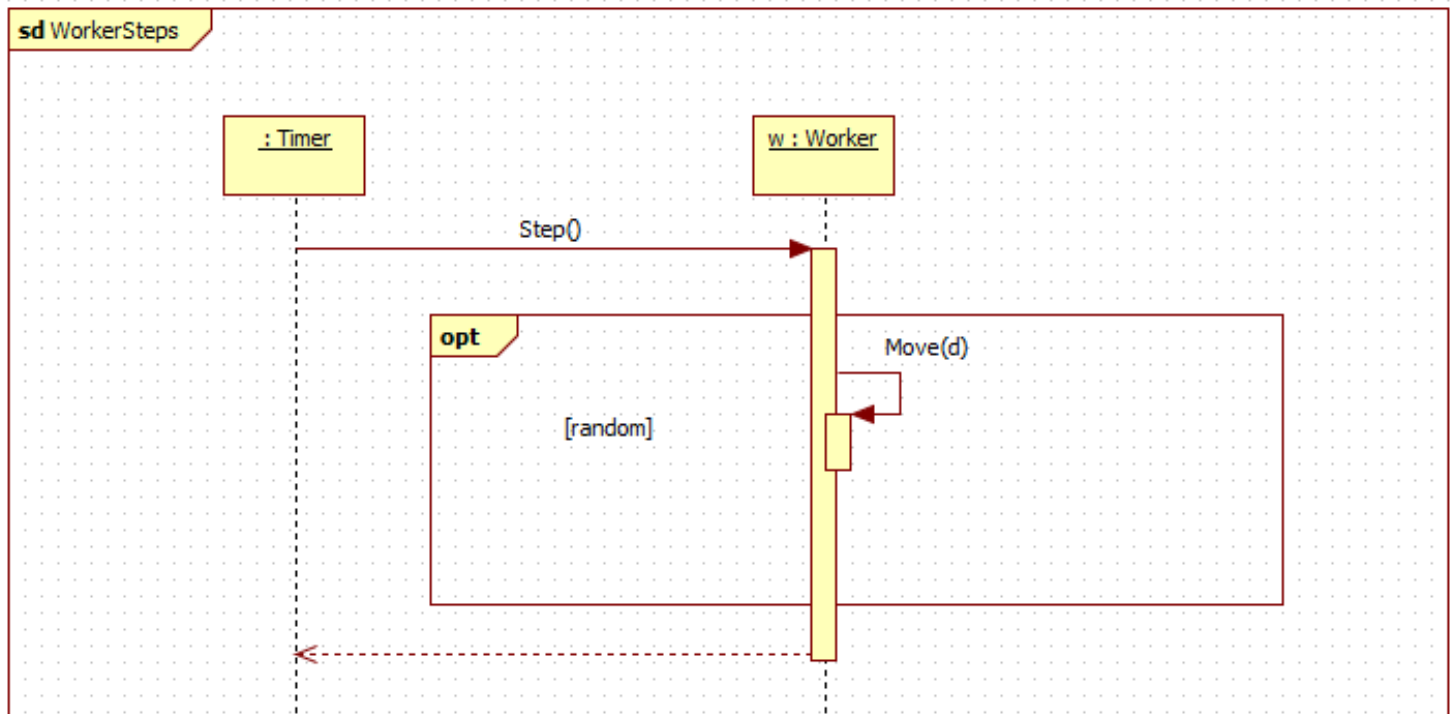 sd WorkerSteps
: Timer
w : Worker
Step()
opt
Move(d)
[random]